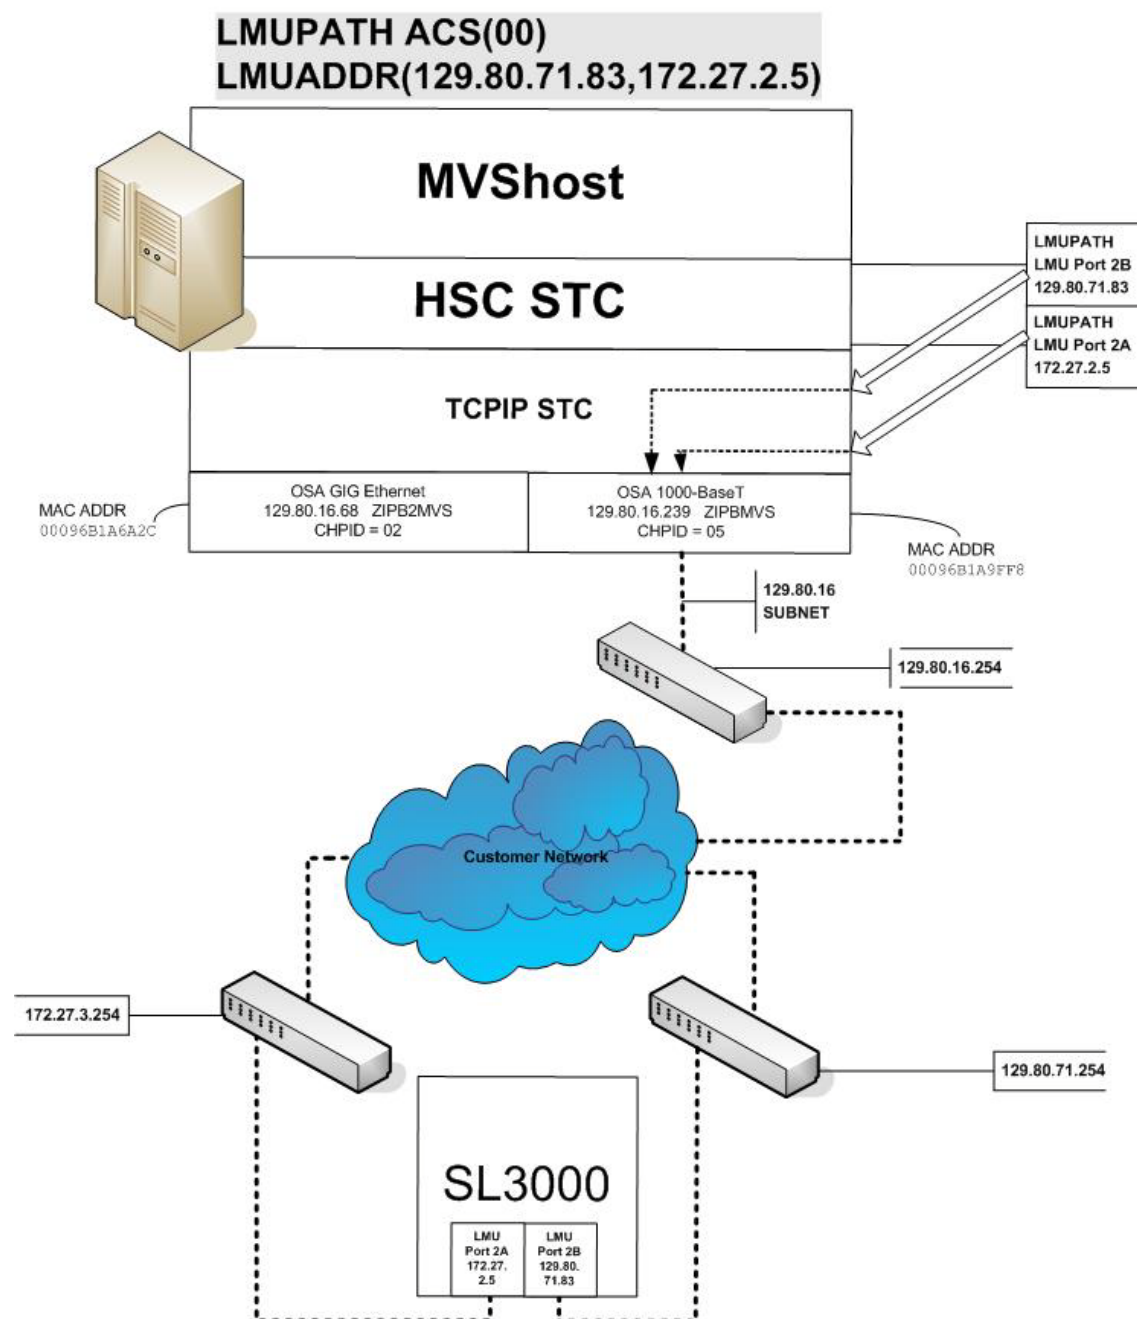 LMUPATH ACS(00)
LMUADDR(129.80.71.83,172.27.2.5)
MVShost
HSC STC
TCPIP STC
LMUPATH
LMU Port 2B
129.80.71.83
LMUPATH
LMU Port 2A
172.27.2.5
MAC ADDR
00096B1A6A2C
OSA GIG Ethernet
129.80.16.68 ZIPB2MVS
CHPID = 02
OSA 1000-BaseT
129.80.16.239 ZIPBMVS
CHPID = 05
MAC ADDR
00096B1A9FF8
129.80.16
SUBNET
129.80.16.254
Customer Network
172.27.3.254
129.80.71.254
SL3000
LMU
Port 2A
172.27.
2.5
LMU
Port 2B
129.80.
71.83